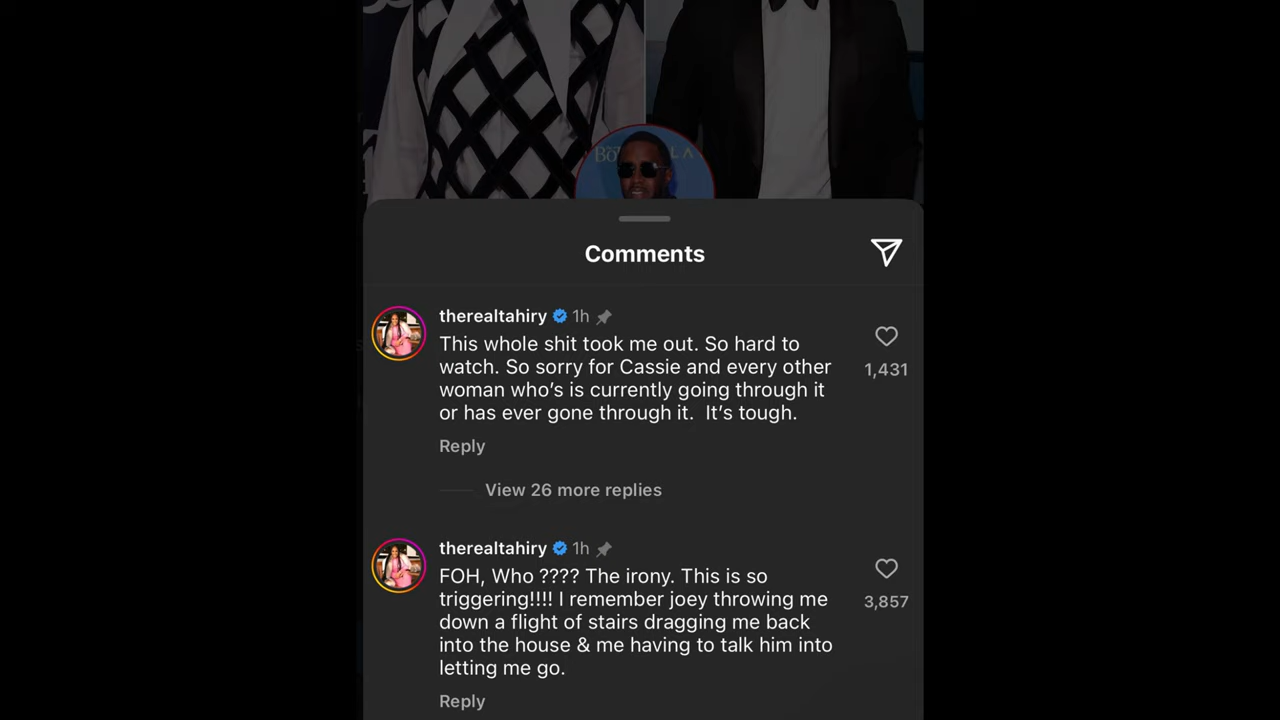 Comments
therealtahiry 1h
This whole shit took me out. So hard to
watch. So sorry for Cassie and every other
woman who's is currently going through it
or has ever gone through it.  It's tough.
1,431
Reply
View 26 more replies
therealtahiry 1h
FOH, Who ???? The irony. This is so
triggering!!!! I remember joey throwing me
down a flight of stairs dragging me back
into the house & me having to talk him into
letting me go.
3,857
Reply